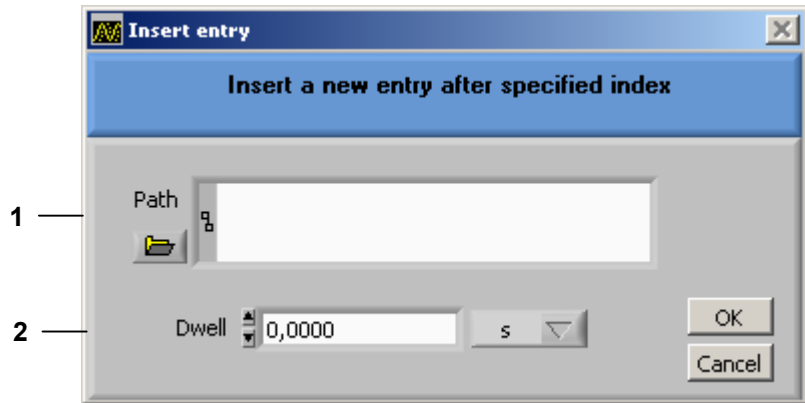 Insert entry
Insert a new entry after specified index
1
Path
2
Dwell 0,0000 s
OK
Cancel